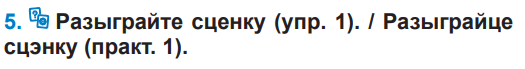 5. Разыграйте сценку (упр. 1). / Разыграйце
сцэнку (практ. 1).